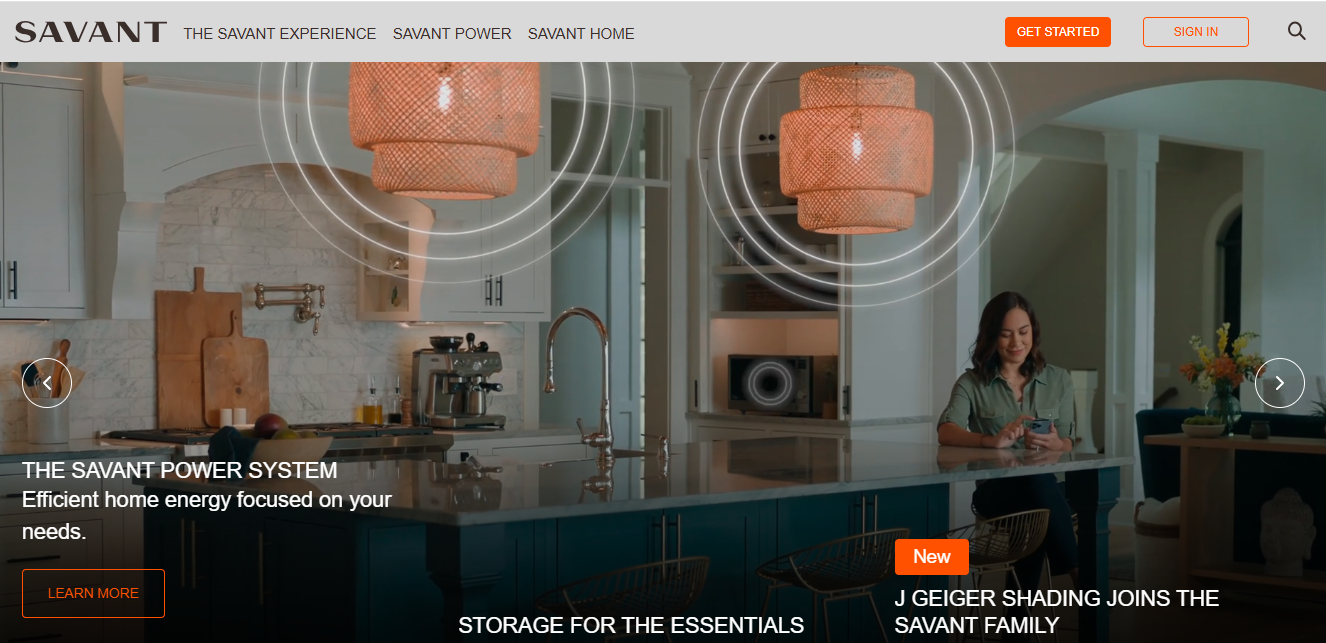 SAVANT
THE SAVANT EXPERIENCE
SAVANT POWER
SAVANT HOME
GET STARTED
SIGN IN
THE SAVANT POWER SYSTEM
Efficient home energy focused on your
needs.
LEARN MORE
STORAGE FOR THE ESSENTIALS
New
J GEIGER SHADING JOINS THE
SAVANT FAMILY